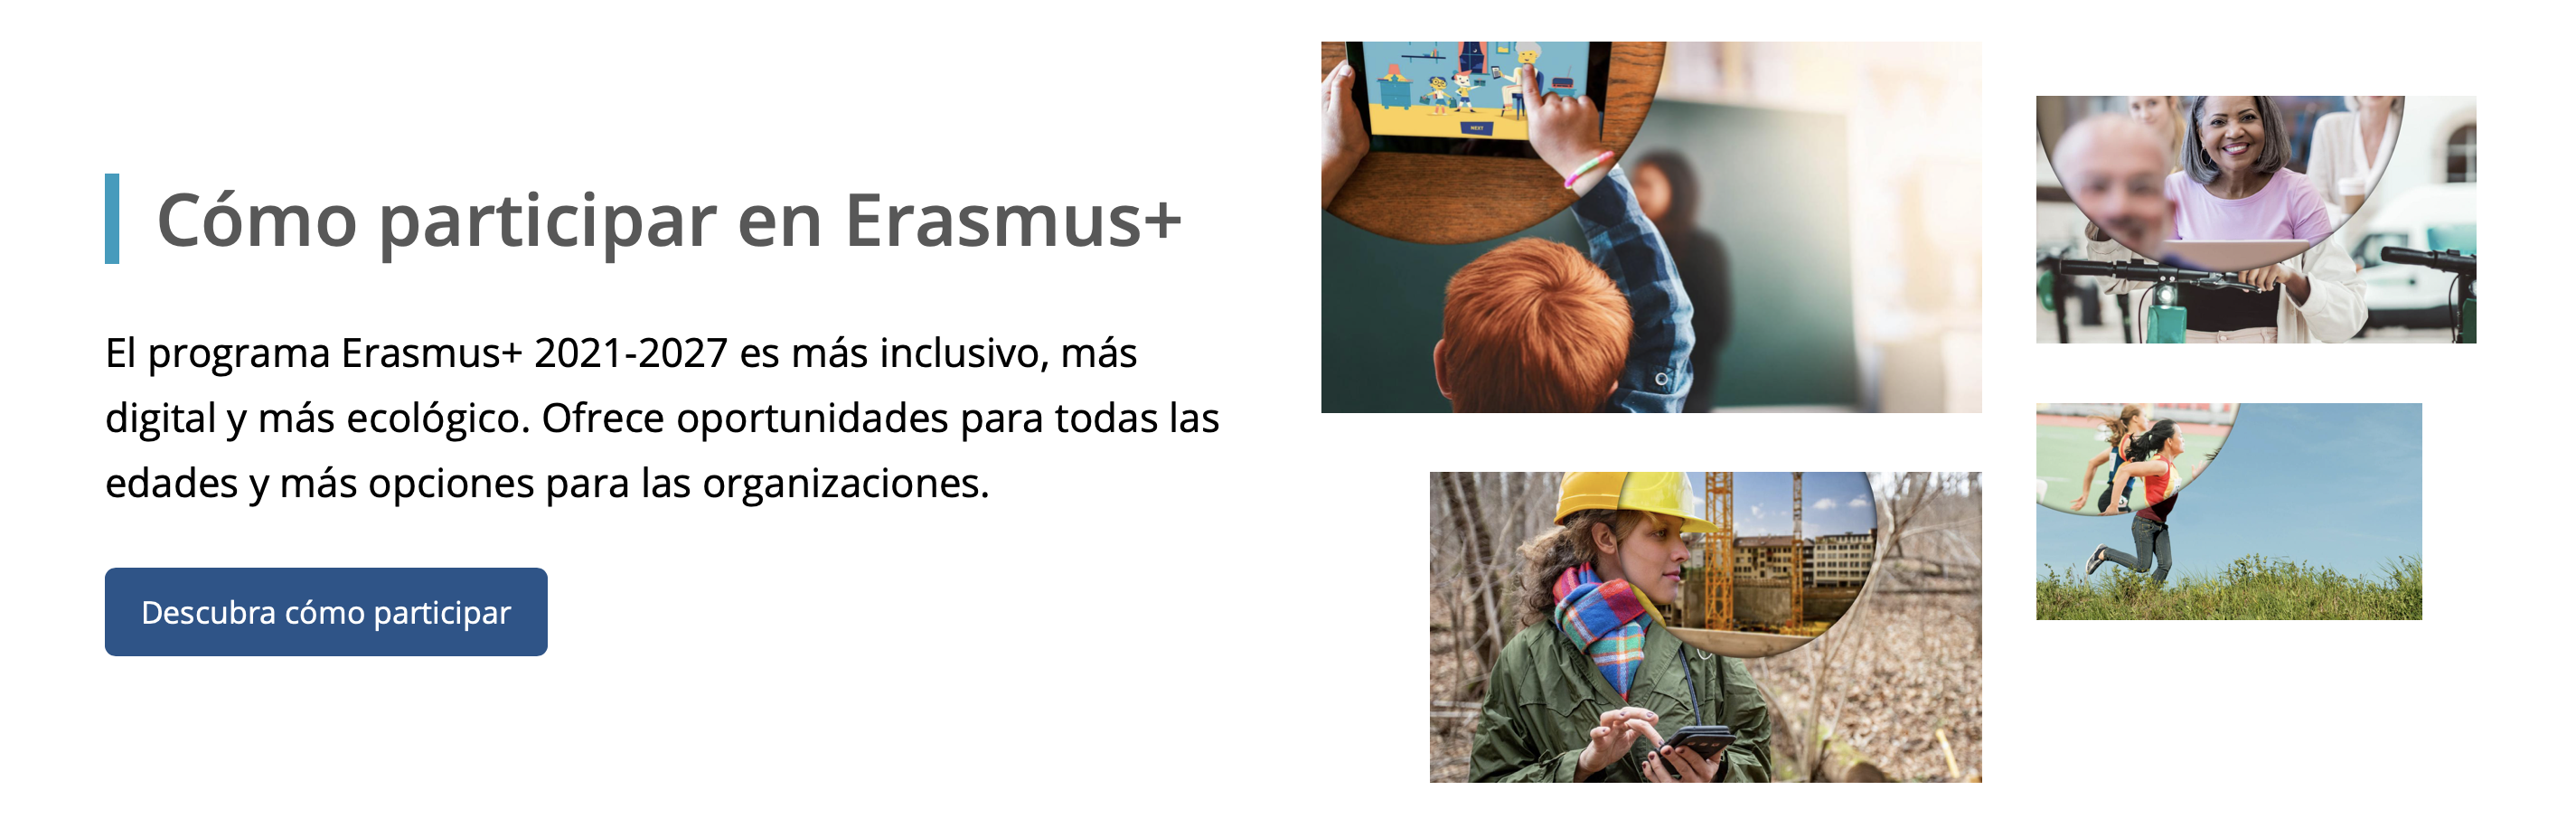 Cómo participar en Erasmus+
El programa Erasmus+ 2021-2027 es más inclusivo, más
digital y más ecológico. Ofrece oportunidades para todas las
edades y más opciones para las organizaciones.
Descubra cómo participar
NEXT